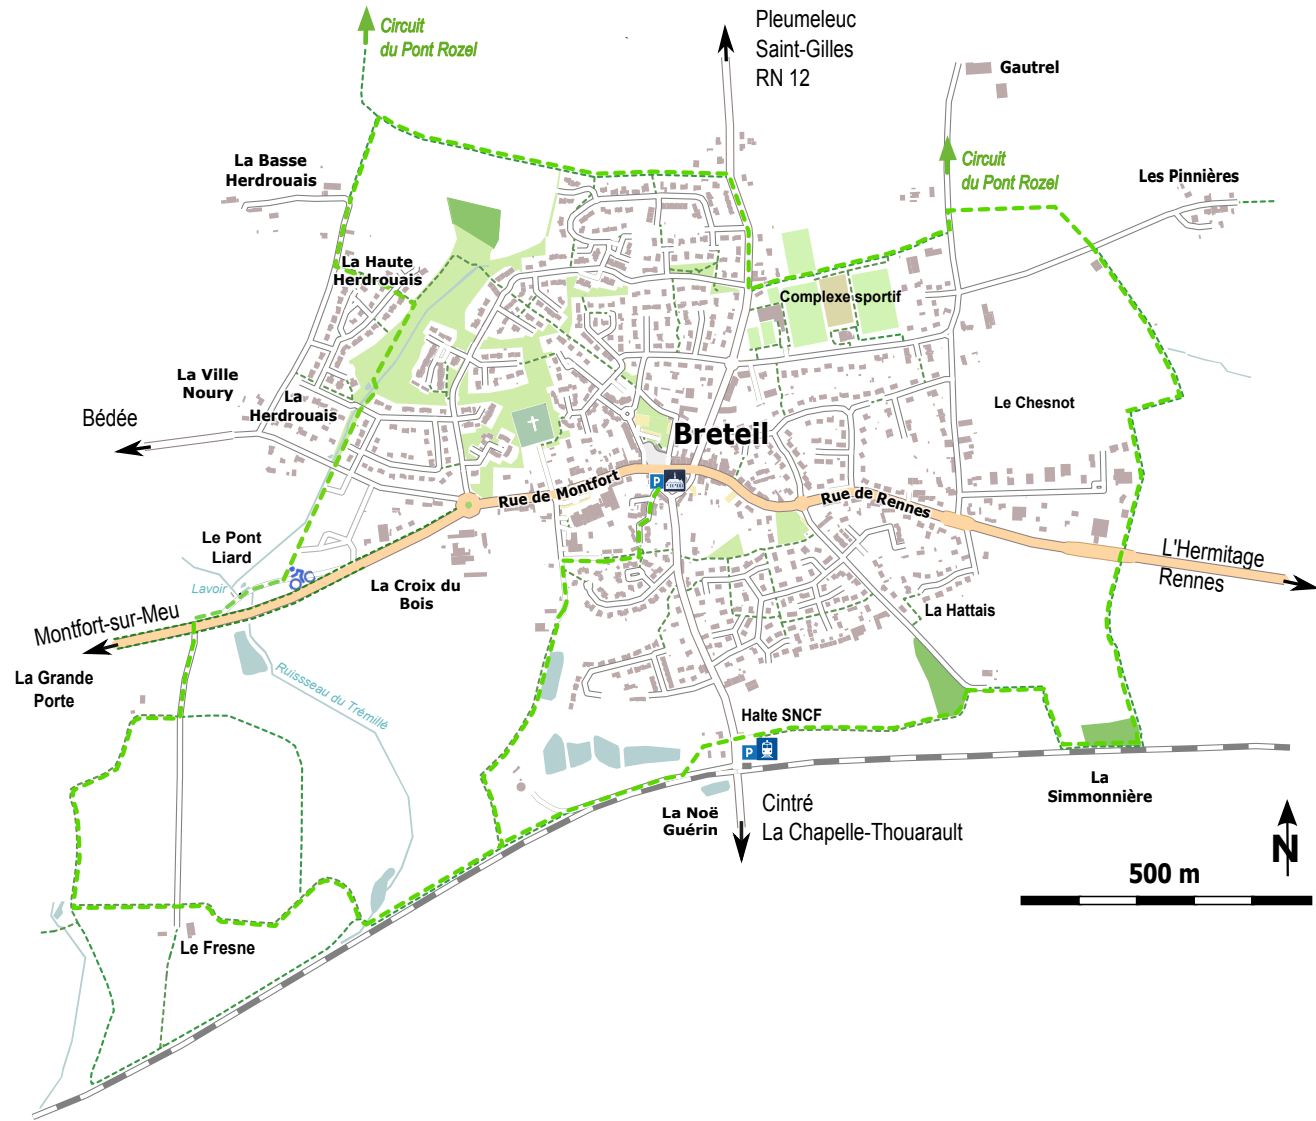 Circuit
du Pont Rozel
Pleumeleuc
Saint-Gilles
RN 12
Gautrel
La Basse
Herdrouais
Circuit
du Pont Rozel
Les Pinnières
La Haute
Herdrouais
Complexe sportif
La Ville
Noury
La
Herdrouais
Bédée
Le Chesnot
Breteil
P
Rue de Montfort
Rue de Rennes
Le Pont
Liard
L'Hermitage
Rennes
Lavoir
La Croix du
Bois
La Hattais
Montfort-sur-Meu
La Grande
Porte
Ruissseau du Trémillé
Halte SNCF
P
La
Simmonnière
La Noë
Guérin
Cintré
La Chapelle-Thouarault
N
500 m
Le Fresne